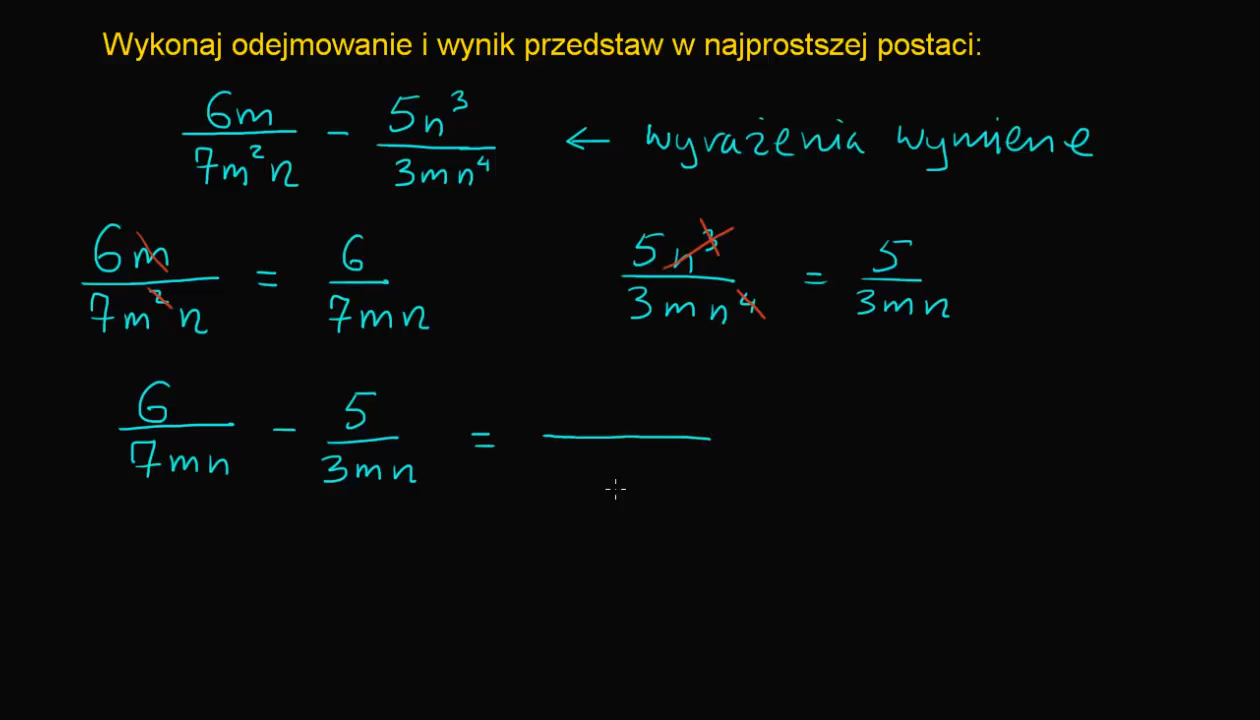 Wykonaj odejmowanie i wynik przedstaw w najprostszej postaci:
6m/7m²n - 5n³/3mn⁴ ← wyrażenia wymiene
6m/7m²n = 6/7mn 5n³/3mn⁴ = 5/3mn
6/7mn - 5/3mn =